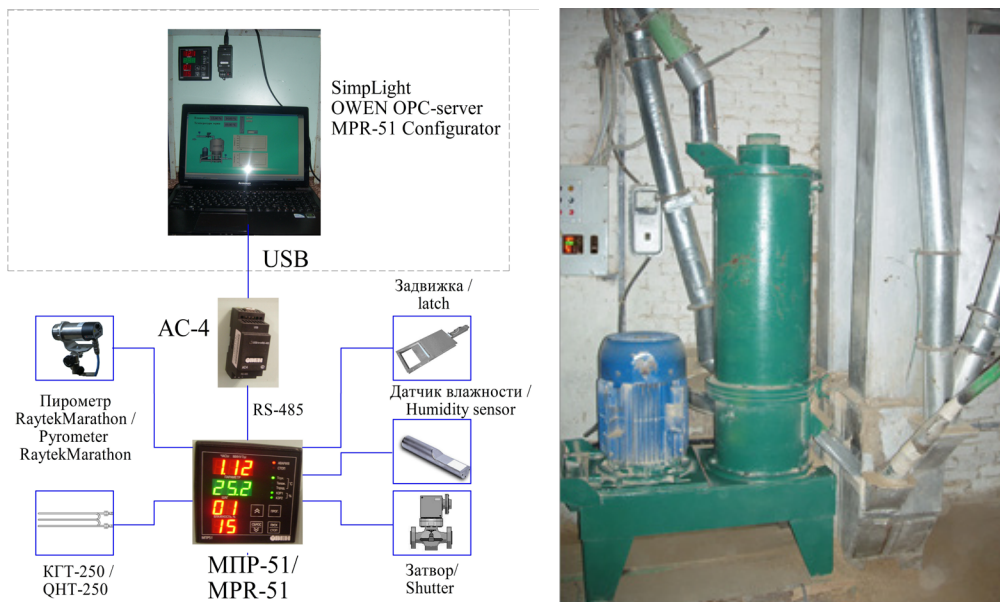 SimpLight
OWEN OPC-server
MPR-51 Configurator
USB
AC-4
Задвижка /
latch
RS-485
Пирометр
RaytekMarathon /
Pyrometer
RaytekMarathon
Датчик влажности /
Humidity sensor
1.12
25.2
0.1
15
КГТ-250 /
QHT-250
МПР-51/
MPR-51
Затвор/
Shutter